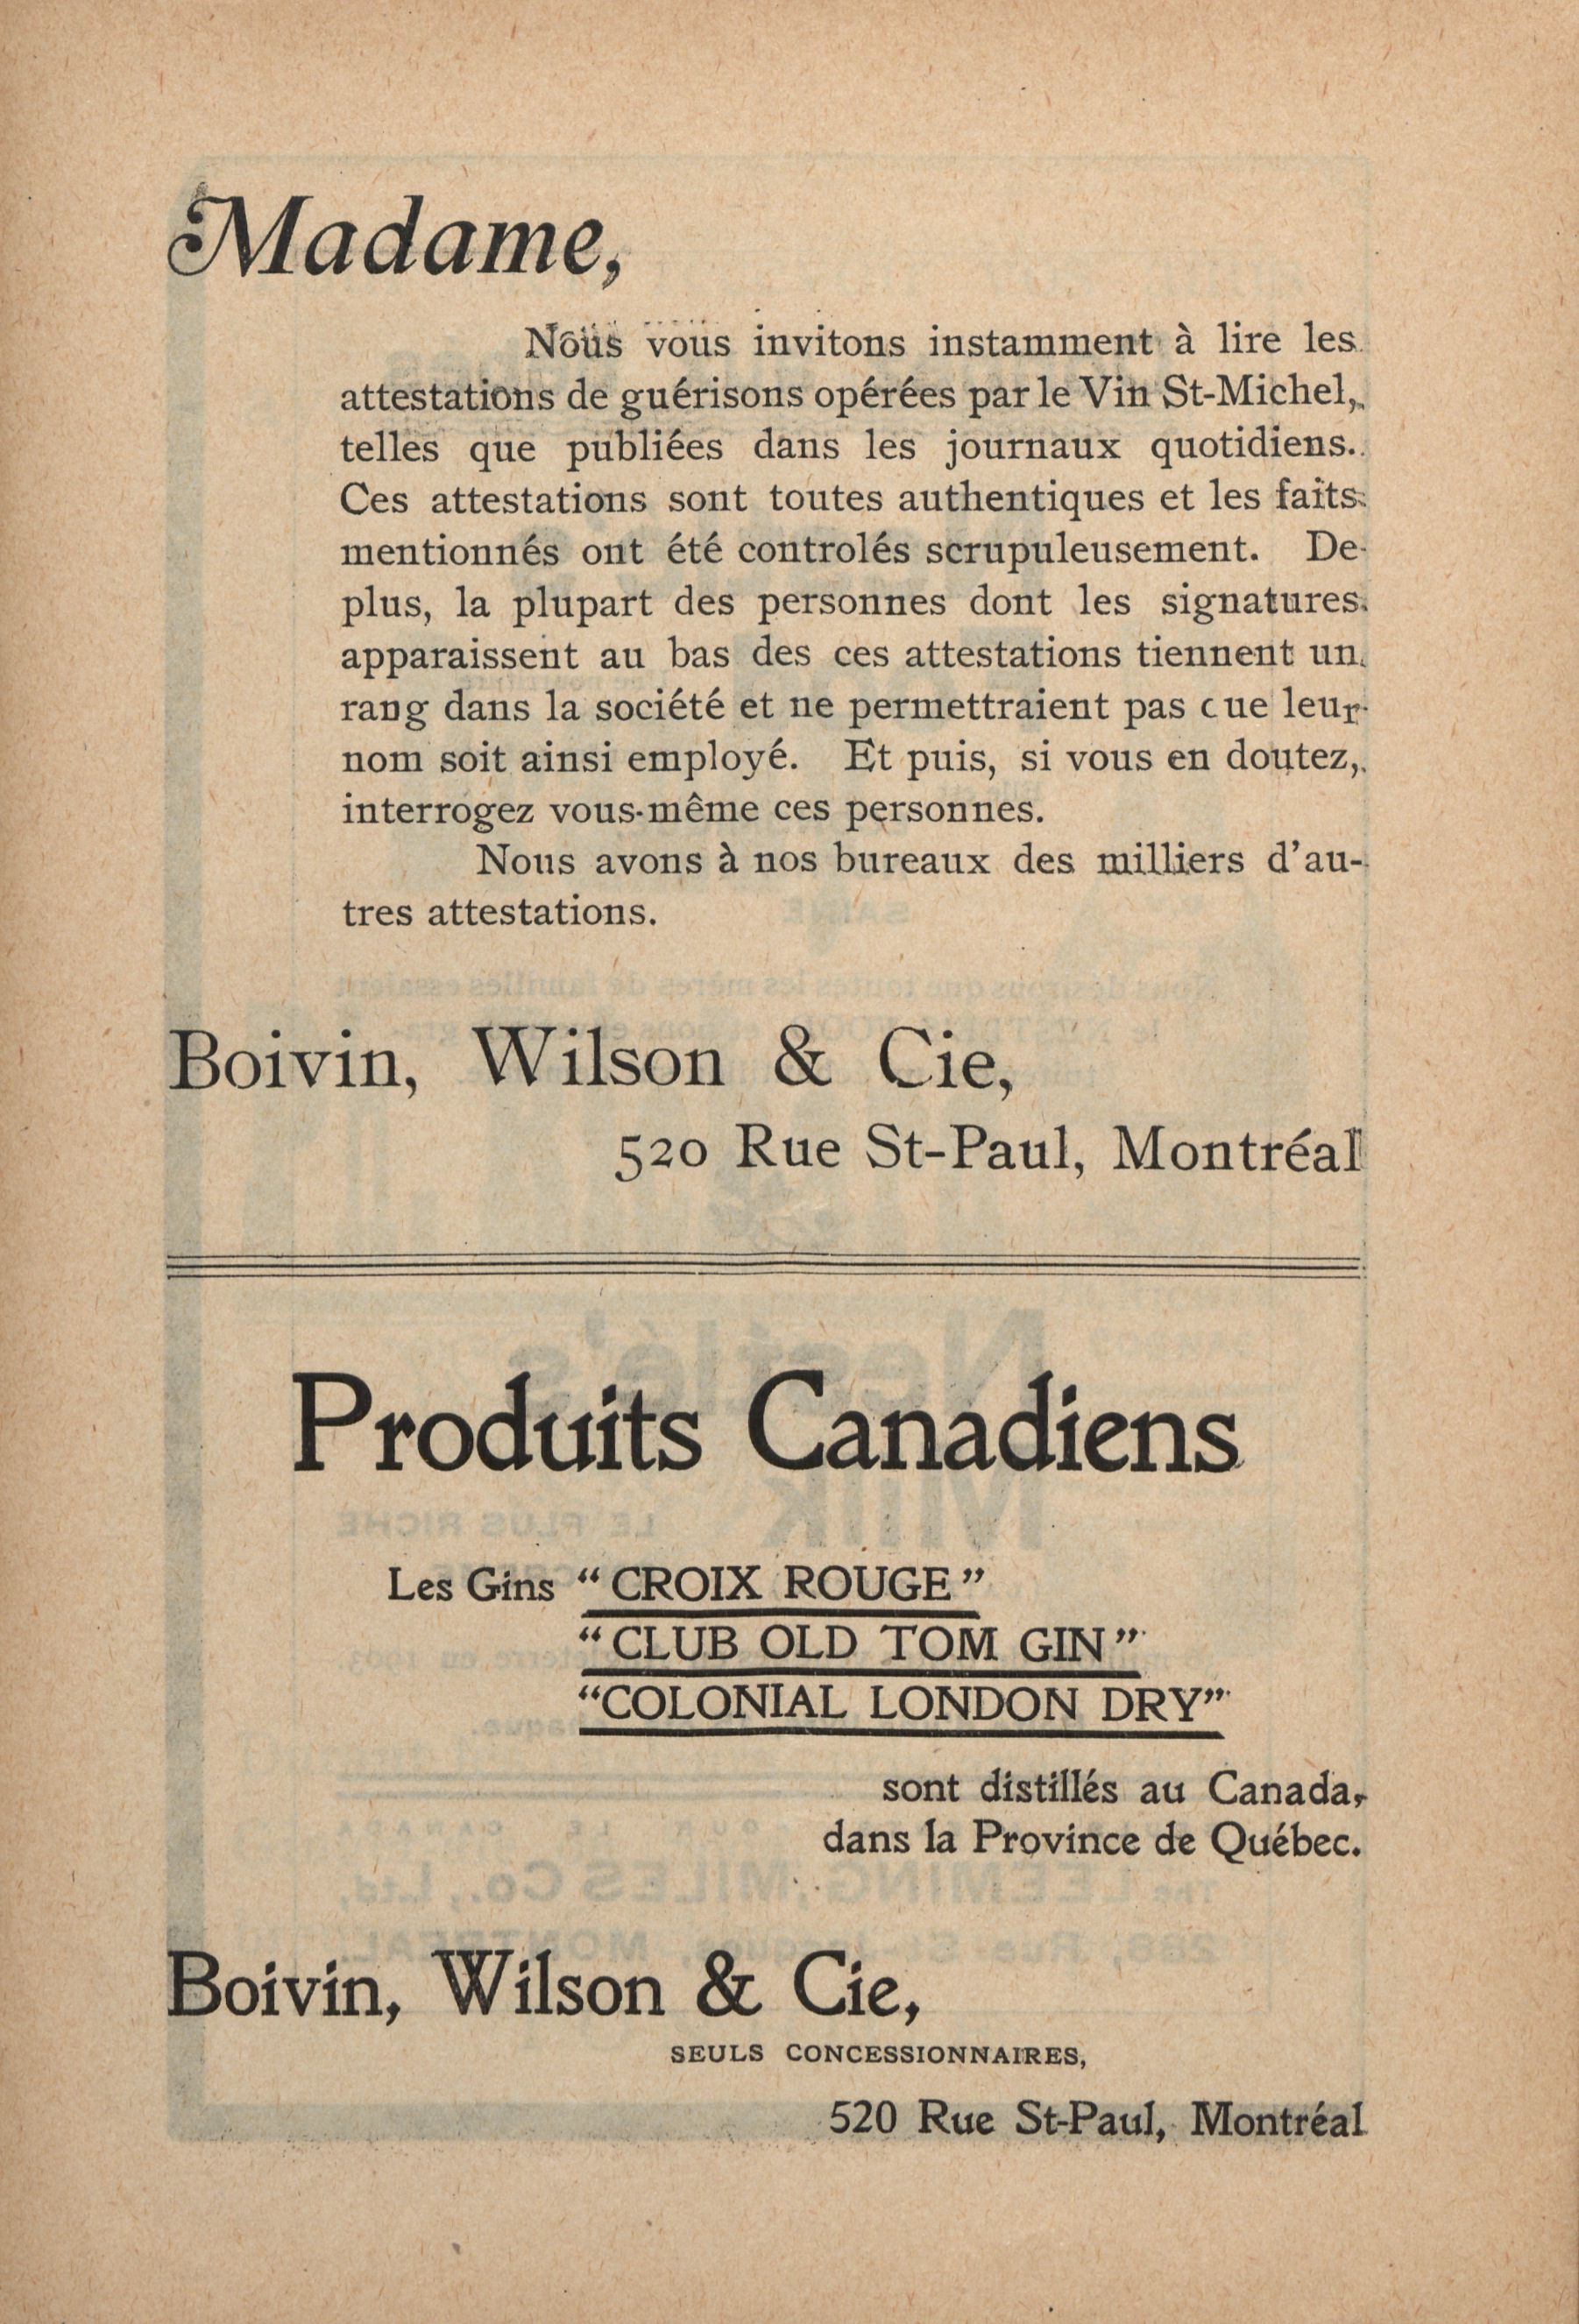 Madame,
Nous vous invitons instamment à lire les
attestations de guérisons opérées par le Vin St-Michel,
telles que publiées dans les journaux quotidiens.
Ces attestations sont toutes authentiques et les faits
mentionnés ont été controlés scrupuleusement. De
plus, la plupart des personnes dont les signatures
apparaissent au bas des ces attestations tiennent un
rang dans la société et ne permettraient pas que leur
nom soit ainsi employé. Et puis, si vous en doutez,
interrogez vous-même ces personnes.
Nous avons à nos bureaux des milliers d'au-
tres attestations.
Boivin, Wilson & Cie,
520 Rue St-Paul, Montréal
Produits Canadiens
Les Gins "CROIX ROUGE"
"CLUB OLD TOM GIN"
"COLONIAL LONDON DRY"
sont distillés au Canada,
dans la Province de Québec.
Boivin, Wilson & Cie,
SEULS CONCESSIONNAIRES,
520 Rue St-Paul, Montréal